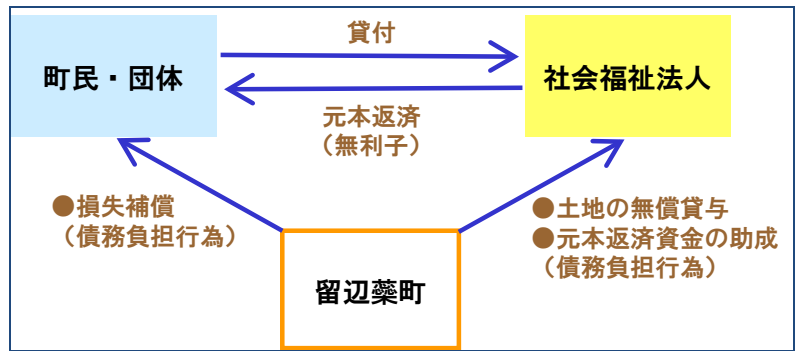 貸付
町民・団体
社会福祉法人
元本返済
（無利子）
●損失補償
（債務負担行為）
●土地の無償貸与
●元本返済資金の助成
（債務負担行為）
留辺蘂町